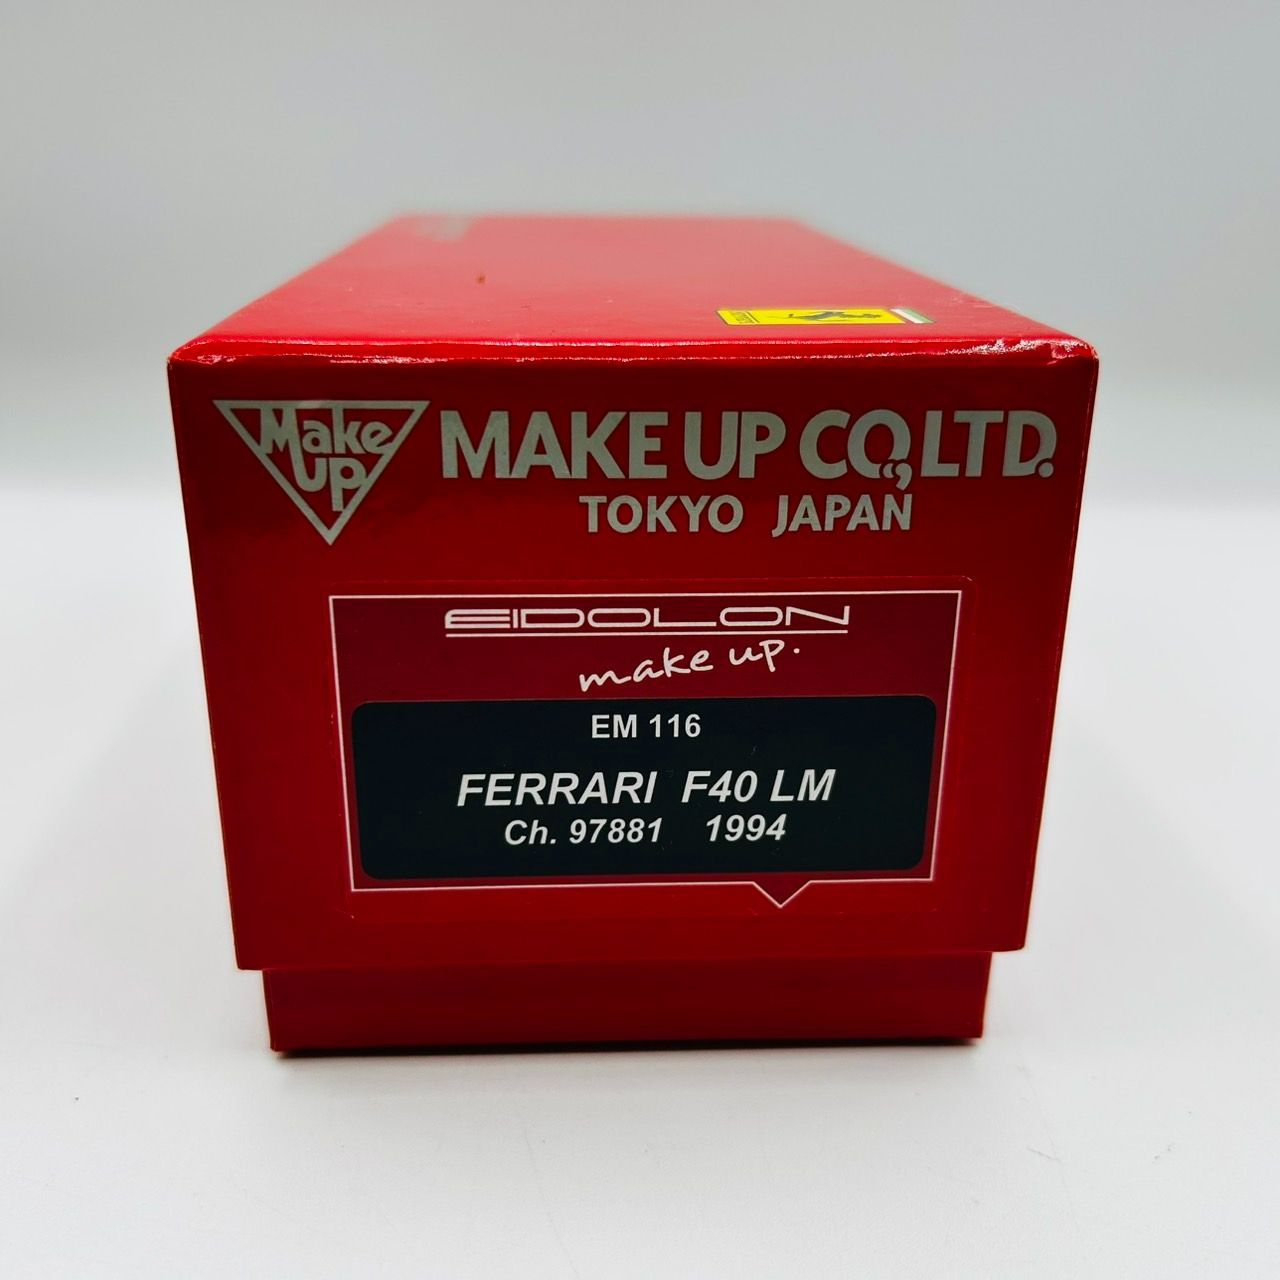 Make Up
MAKE UP CO., LTD.
TOKYO JAPAN
EIDOLON
make up.
EM 116
FERRARI F40 LM
Ch. 97881 1994